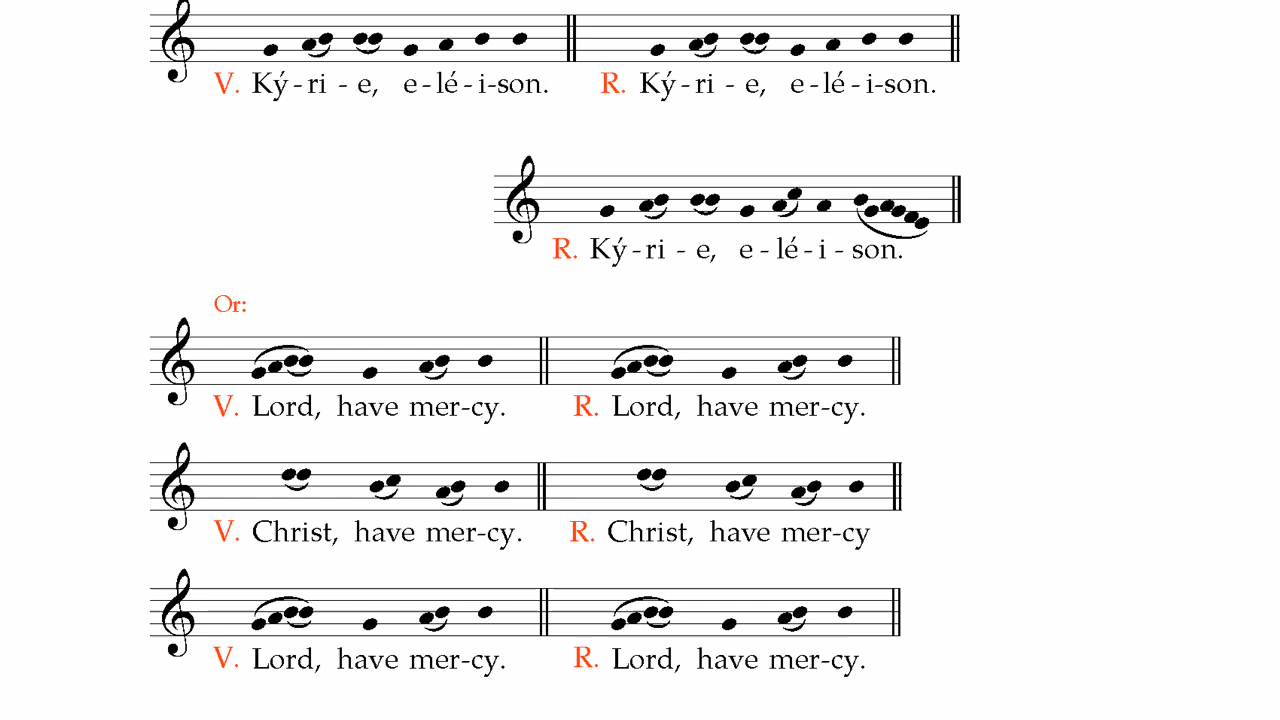 V. Ký-ri - e, e-lé-i-son. R. Ký-ri - e, e-lé-i-son.
R. Ký-ri - e, e-lé-i - son.
Or:
V. Lord, have mer-cy. R. Lord, have mer-cy.
V. Christ, have mer-cy. R. Christ, have mer-cy
V. Lord, have mer-cy. R. Lord, have mer-cy.